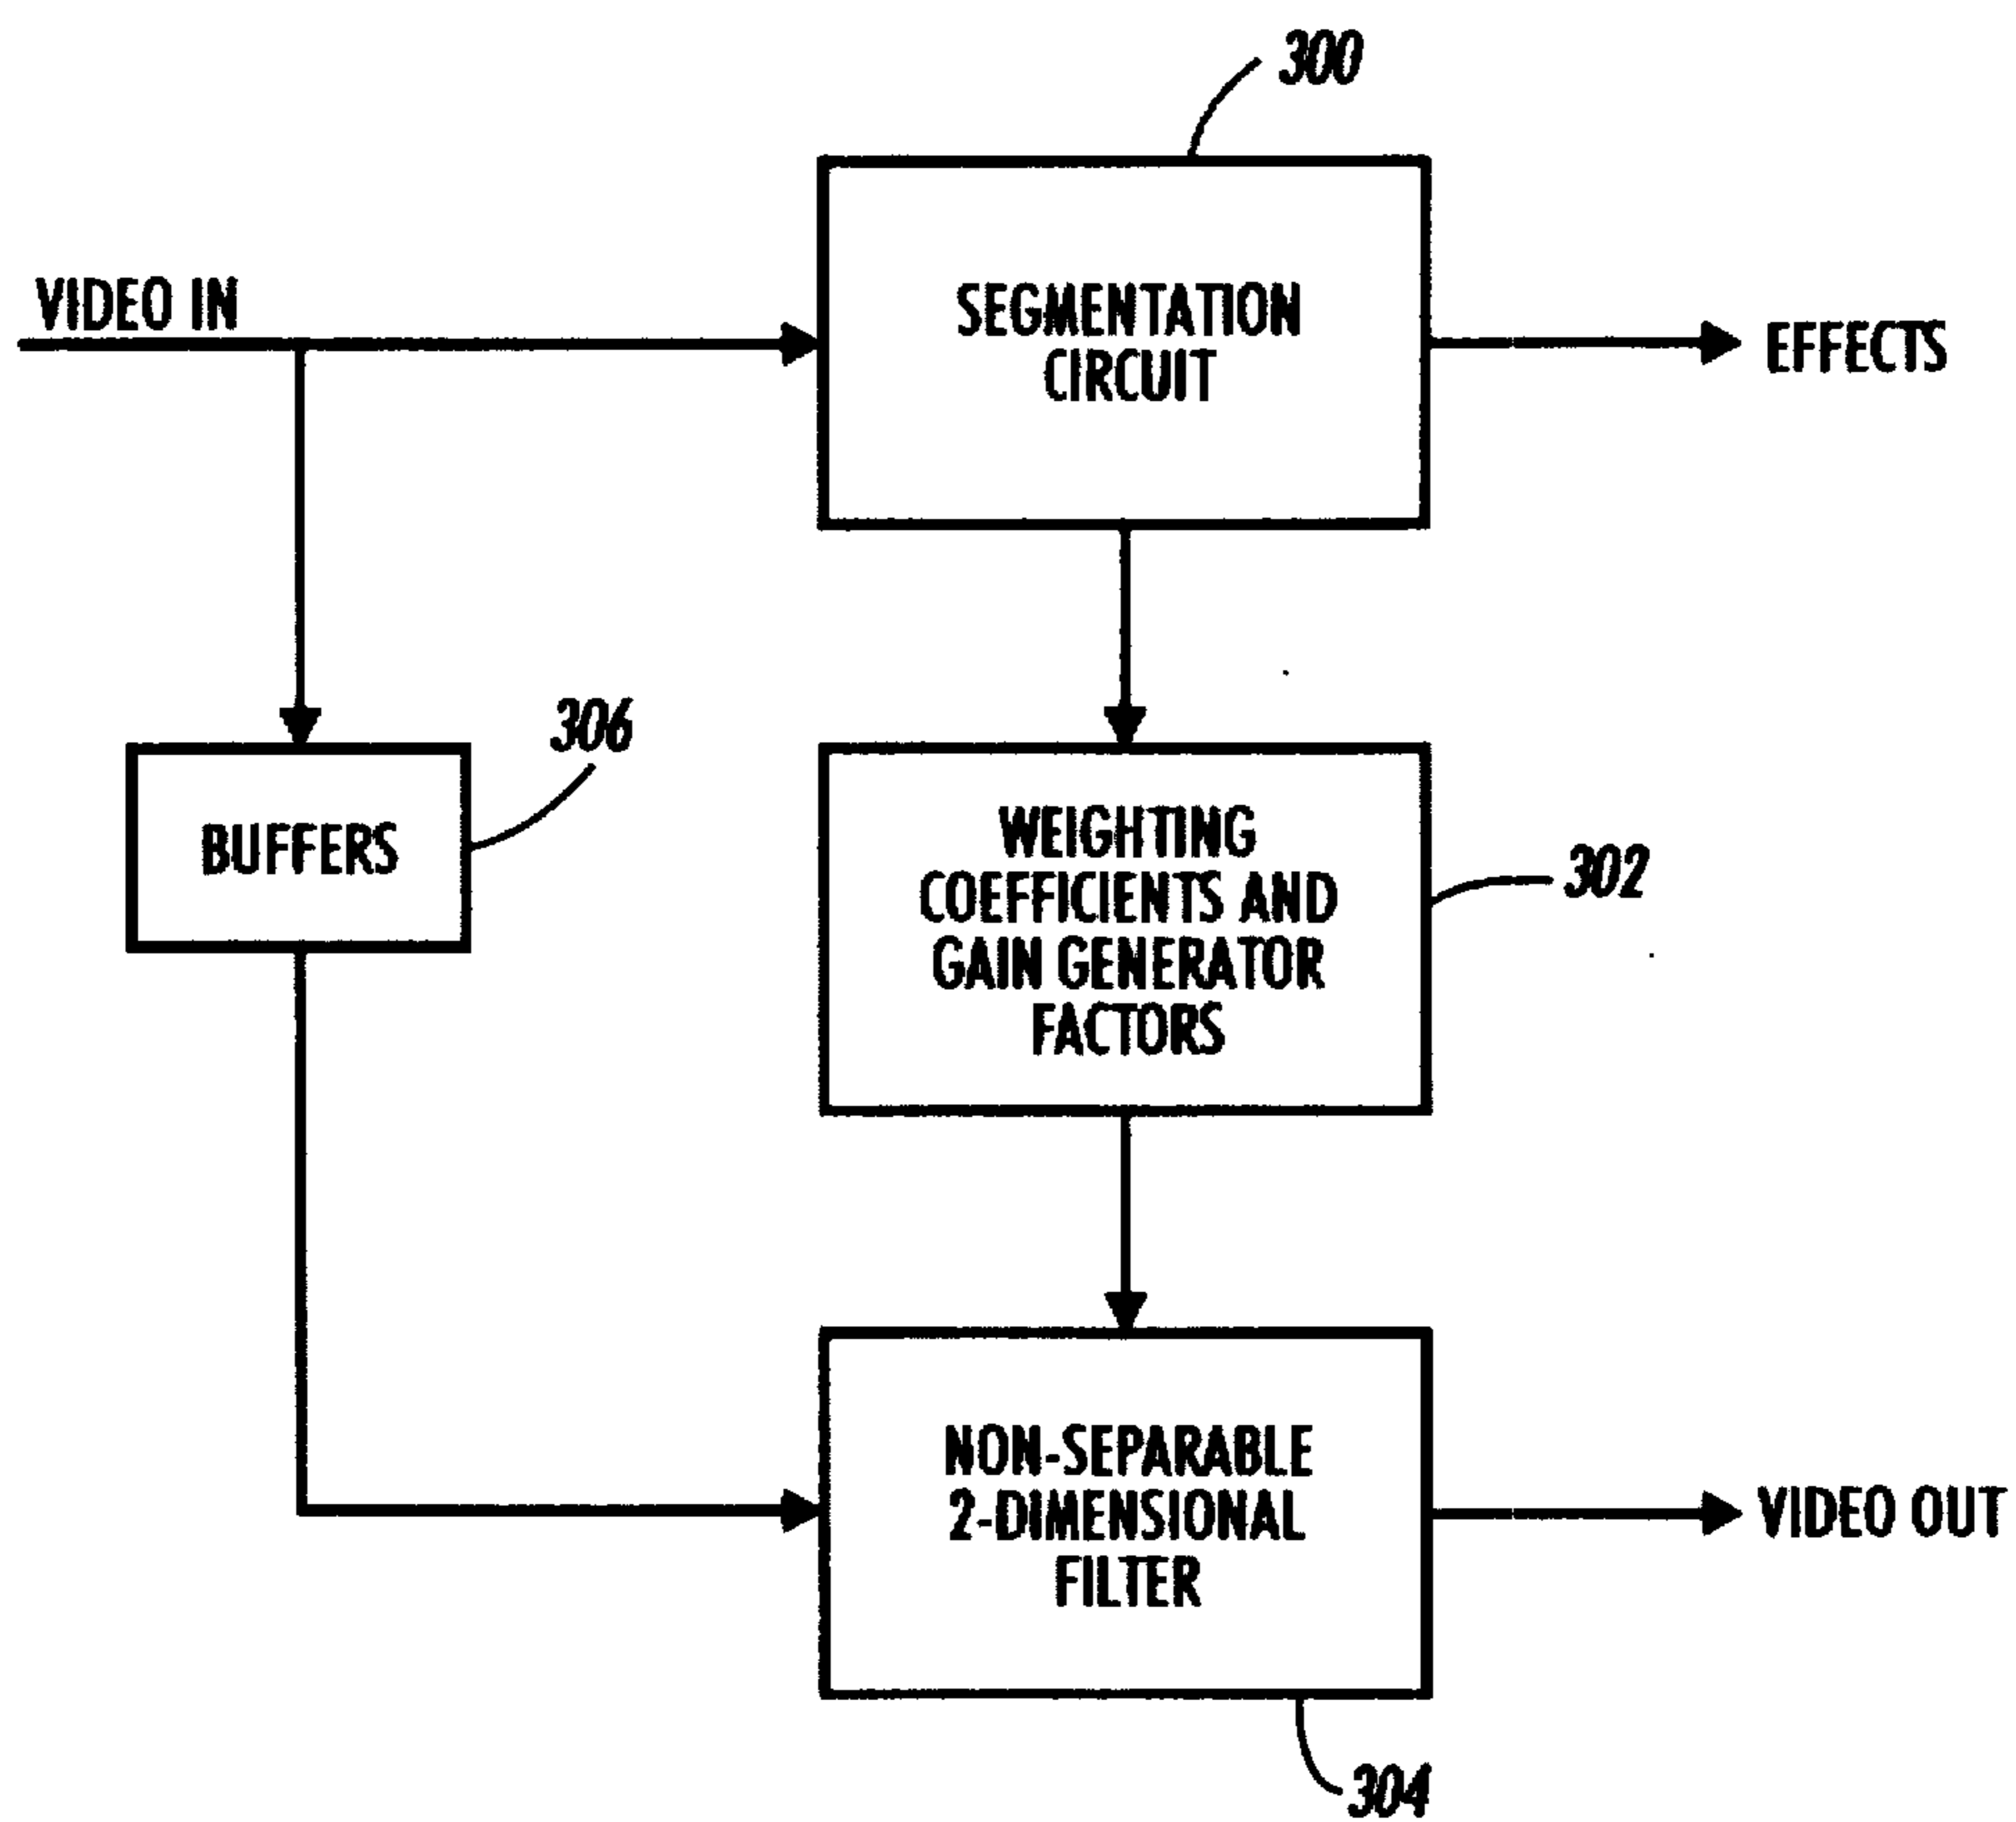 300
VIDEO IN
SEGMENTATION
CIRCUIT
EFFECTS
306
BUFFERS
WEIGHTING
COEFFICIENTS AND
GAIN GENERATOR
FACTORS
302
NON-SEPARABLE
2-DIMENSIONAL
FILTER
VIDEO OUT
304